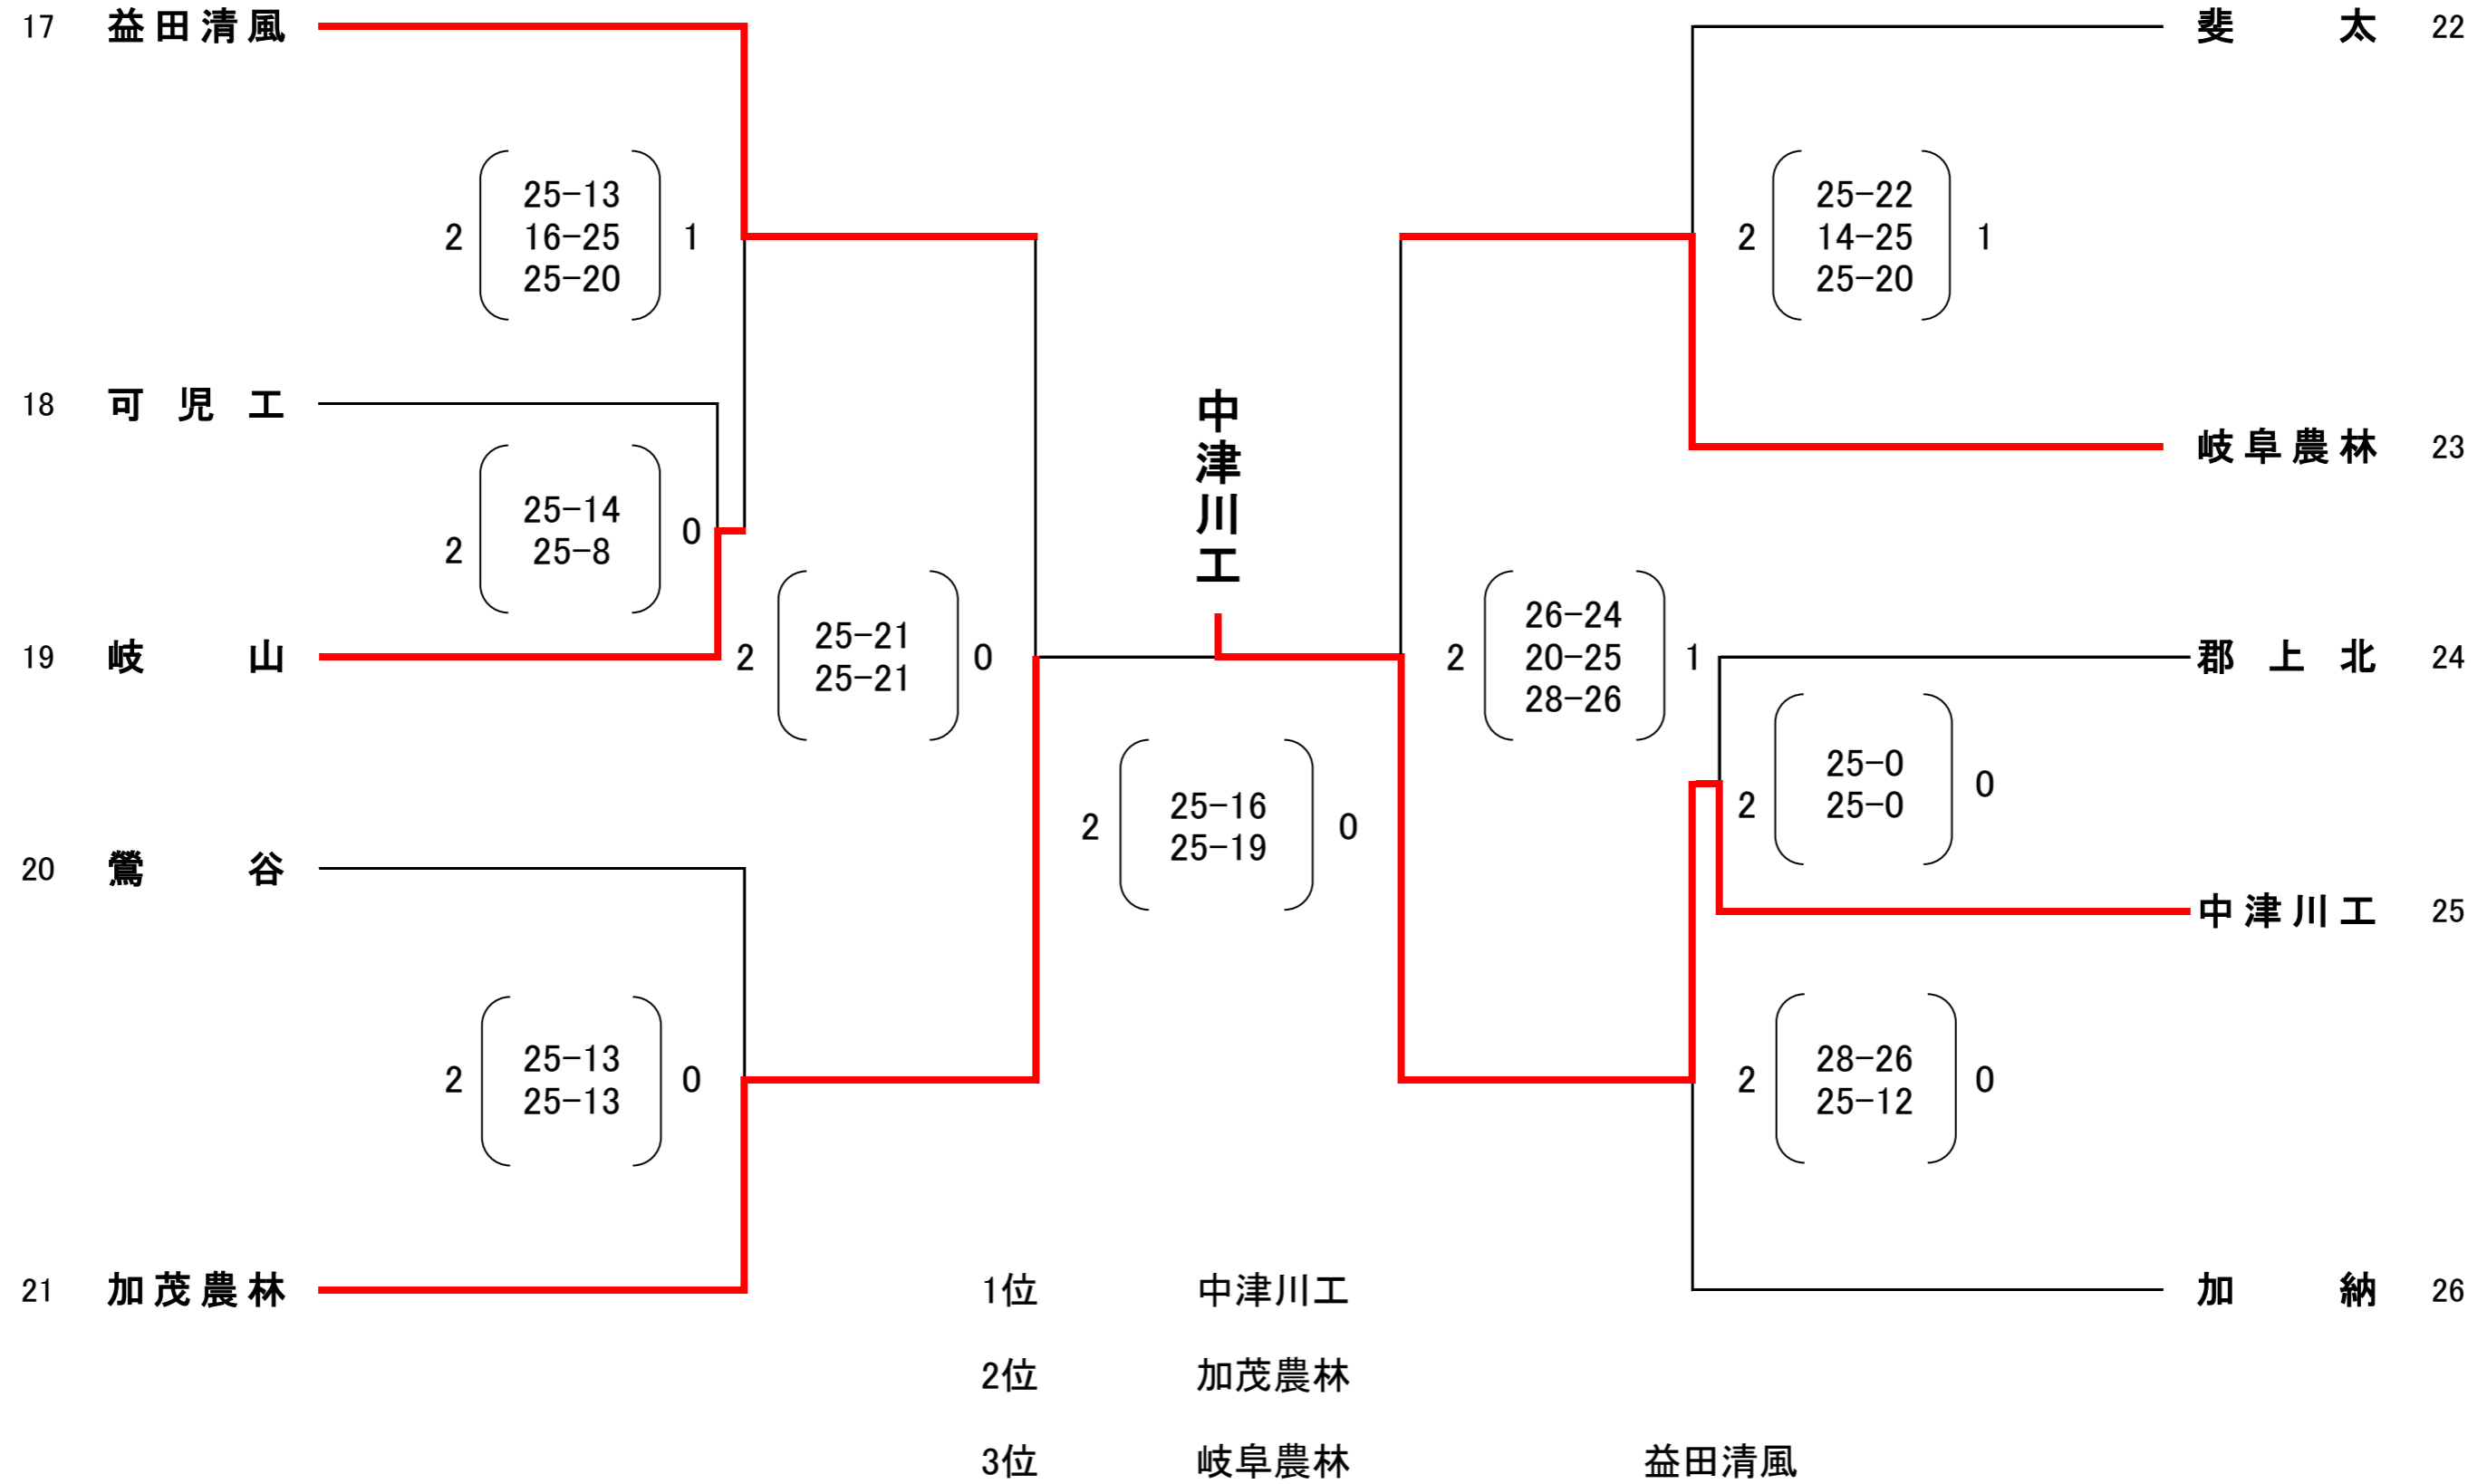 17 益田清風
斐太 22
25-13
16-25
25-20
2 1
25-22
14-25
25-20
2 1
18 可児工
中津川工
岐阜農林 23
25-14
25-8
2 0
19 岐山
25-21
25-21
2 0
26-24
20-25
28-26
2 1
郡上北 24
25-0
25-0
2 0
25-16
25-19
2 0
20 鶯谷
中津川工 25
25-13
25-13
2 0
28-26
25-12
2 0
21 加茂農林
加納 26
1位 中津川工
2位 加茂農林
3位 岐阜農林 益田清風